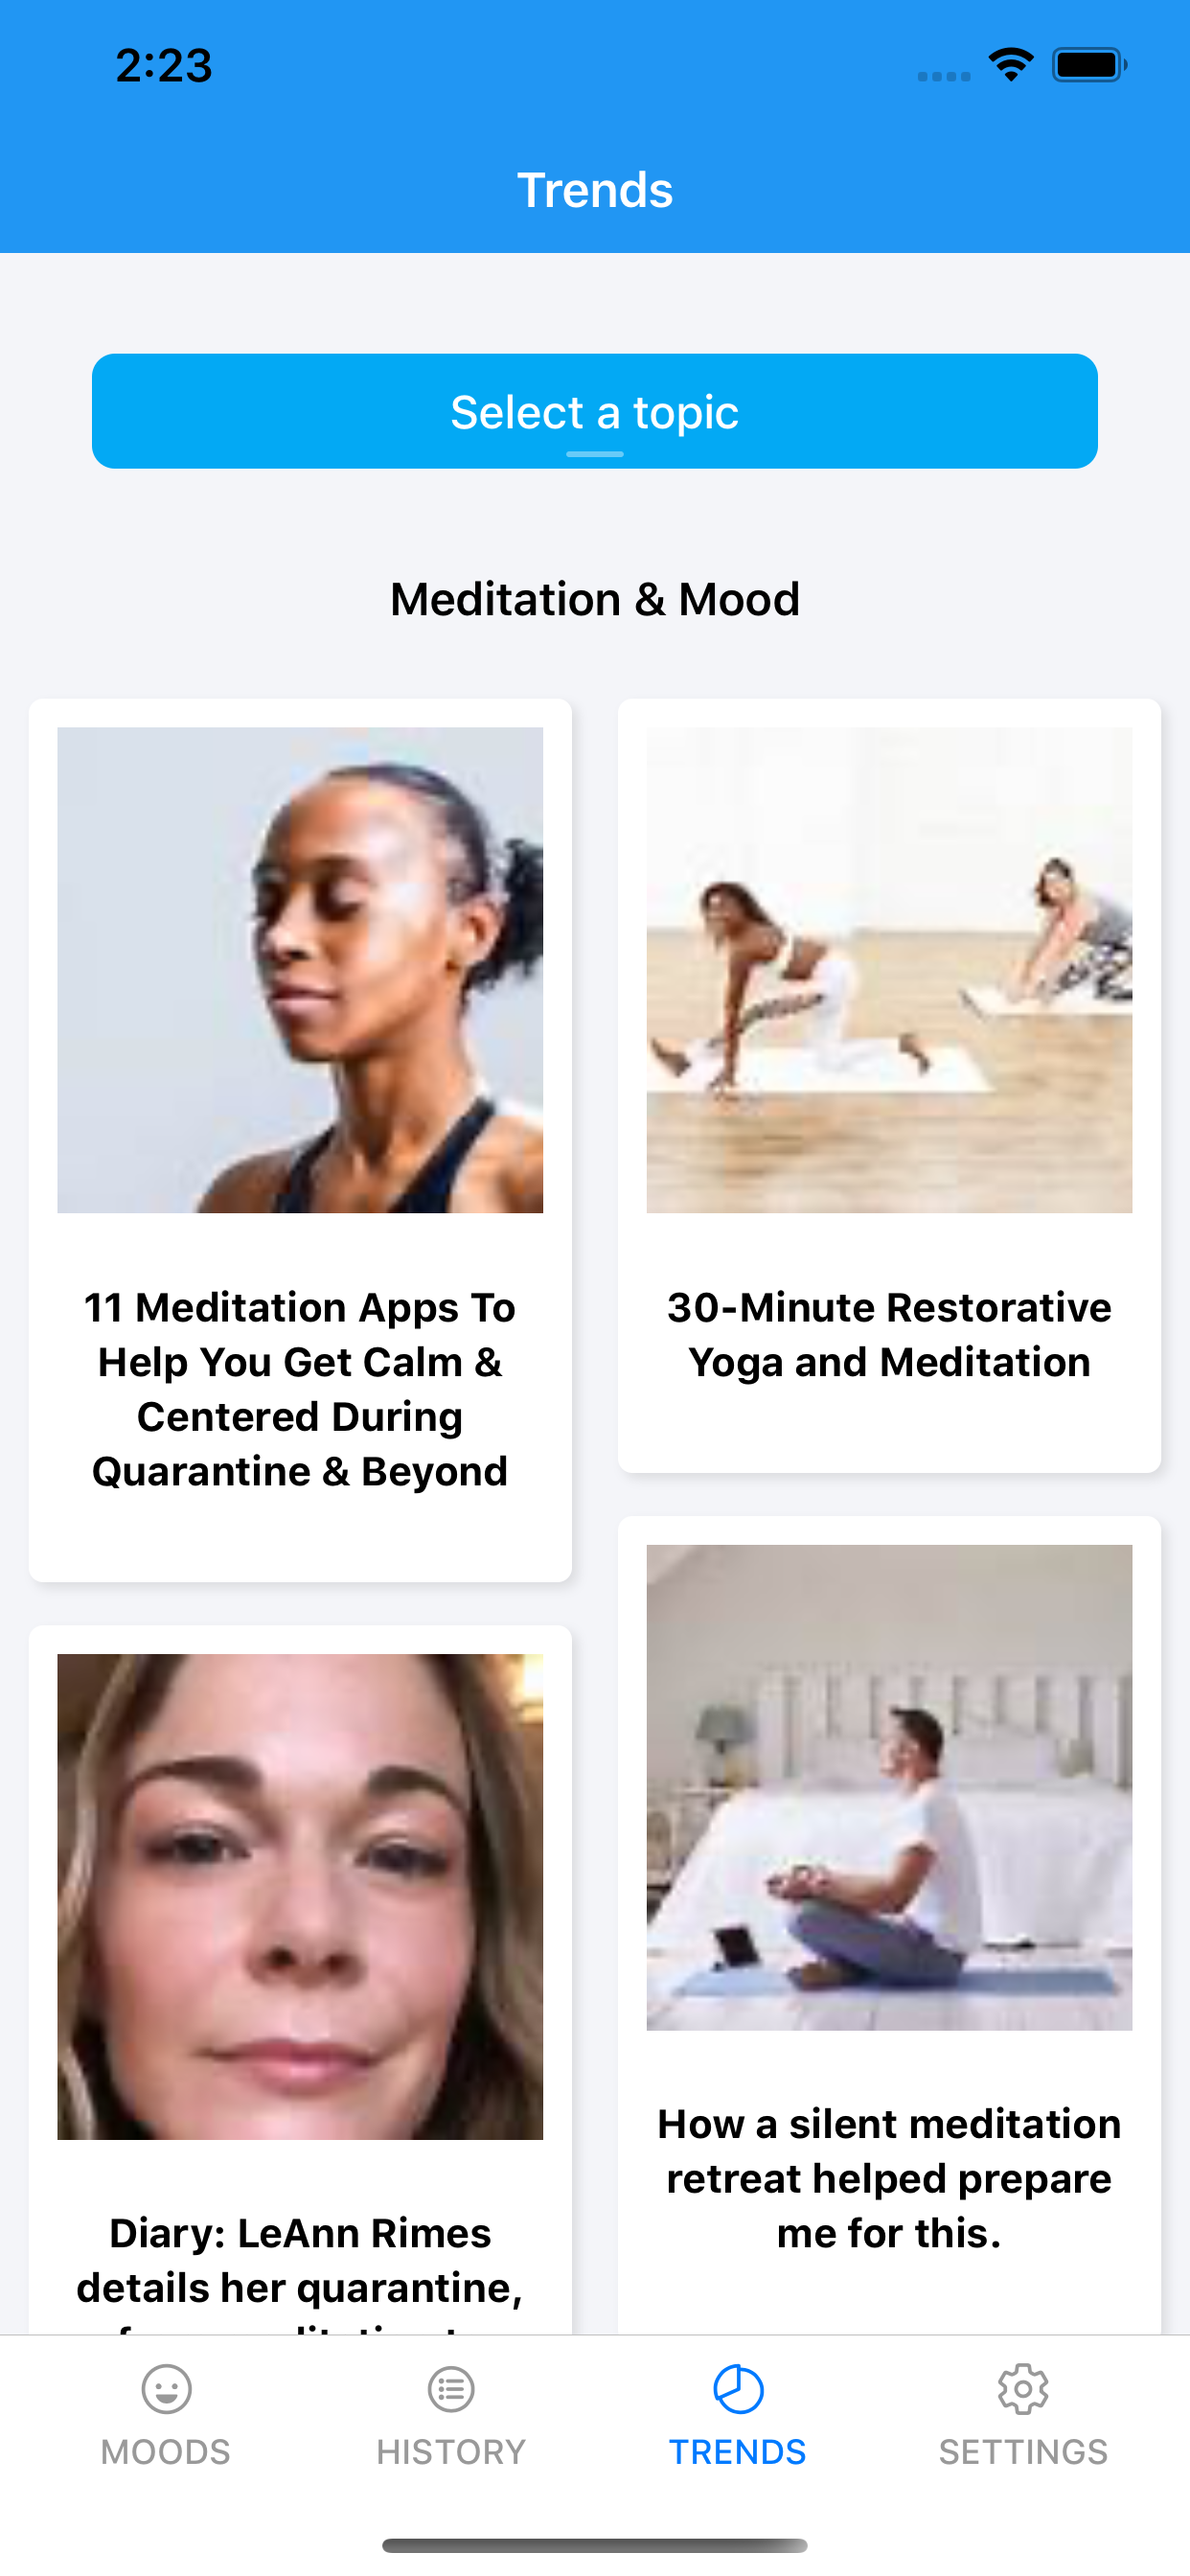 2:23
Trends
Select a topic
Meditation & Mood
11 Meditation Apps To
Help You Get Calm &
Centered During
Quarantine & Beyond
30-Minute Restorative
Yoga and Meditation
Diary: LeAnn Rimes
details her quarantine,
How a silent meditation
retreat helped prepare
me for this.
MOODS
HISTORY
TRENDS
SETTINGS